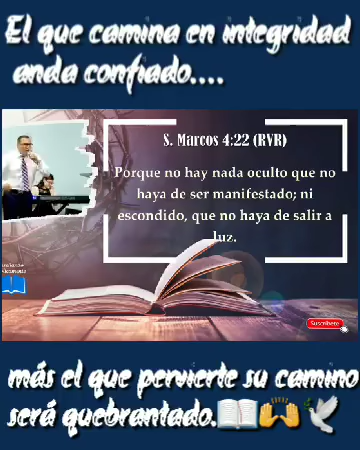 El que camina en integridad
anda confiado....
S. Marcos 4:22 (RVR)
Porque no hay nada oculto que no
haya de ser manifestado; ni
escondido, que no haya de salir a
luz.
Suscríbete
más el que pervierte su camino
será quebrantado.📖🙌🕊